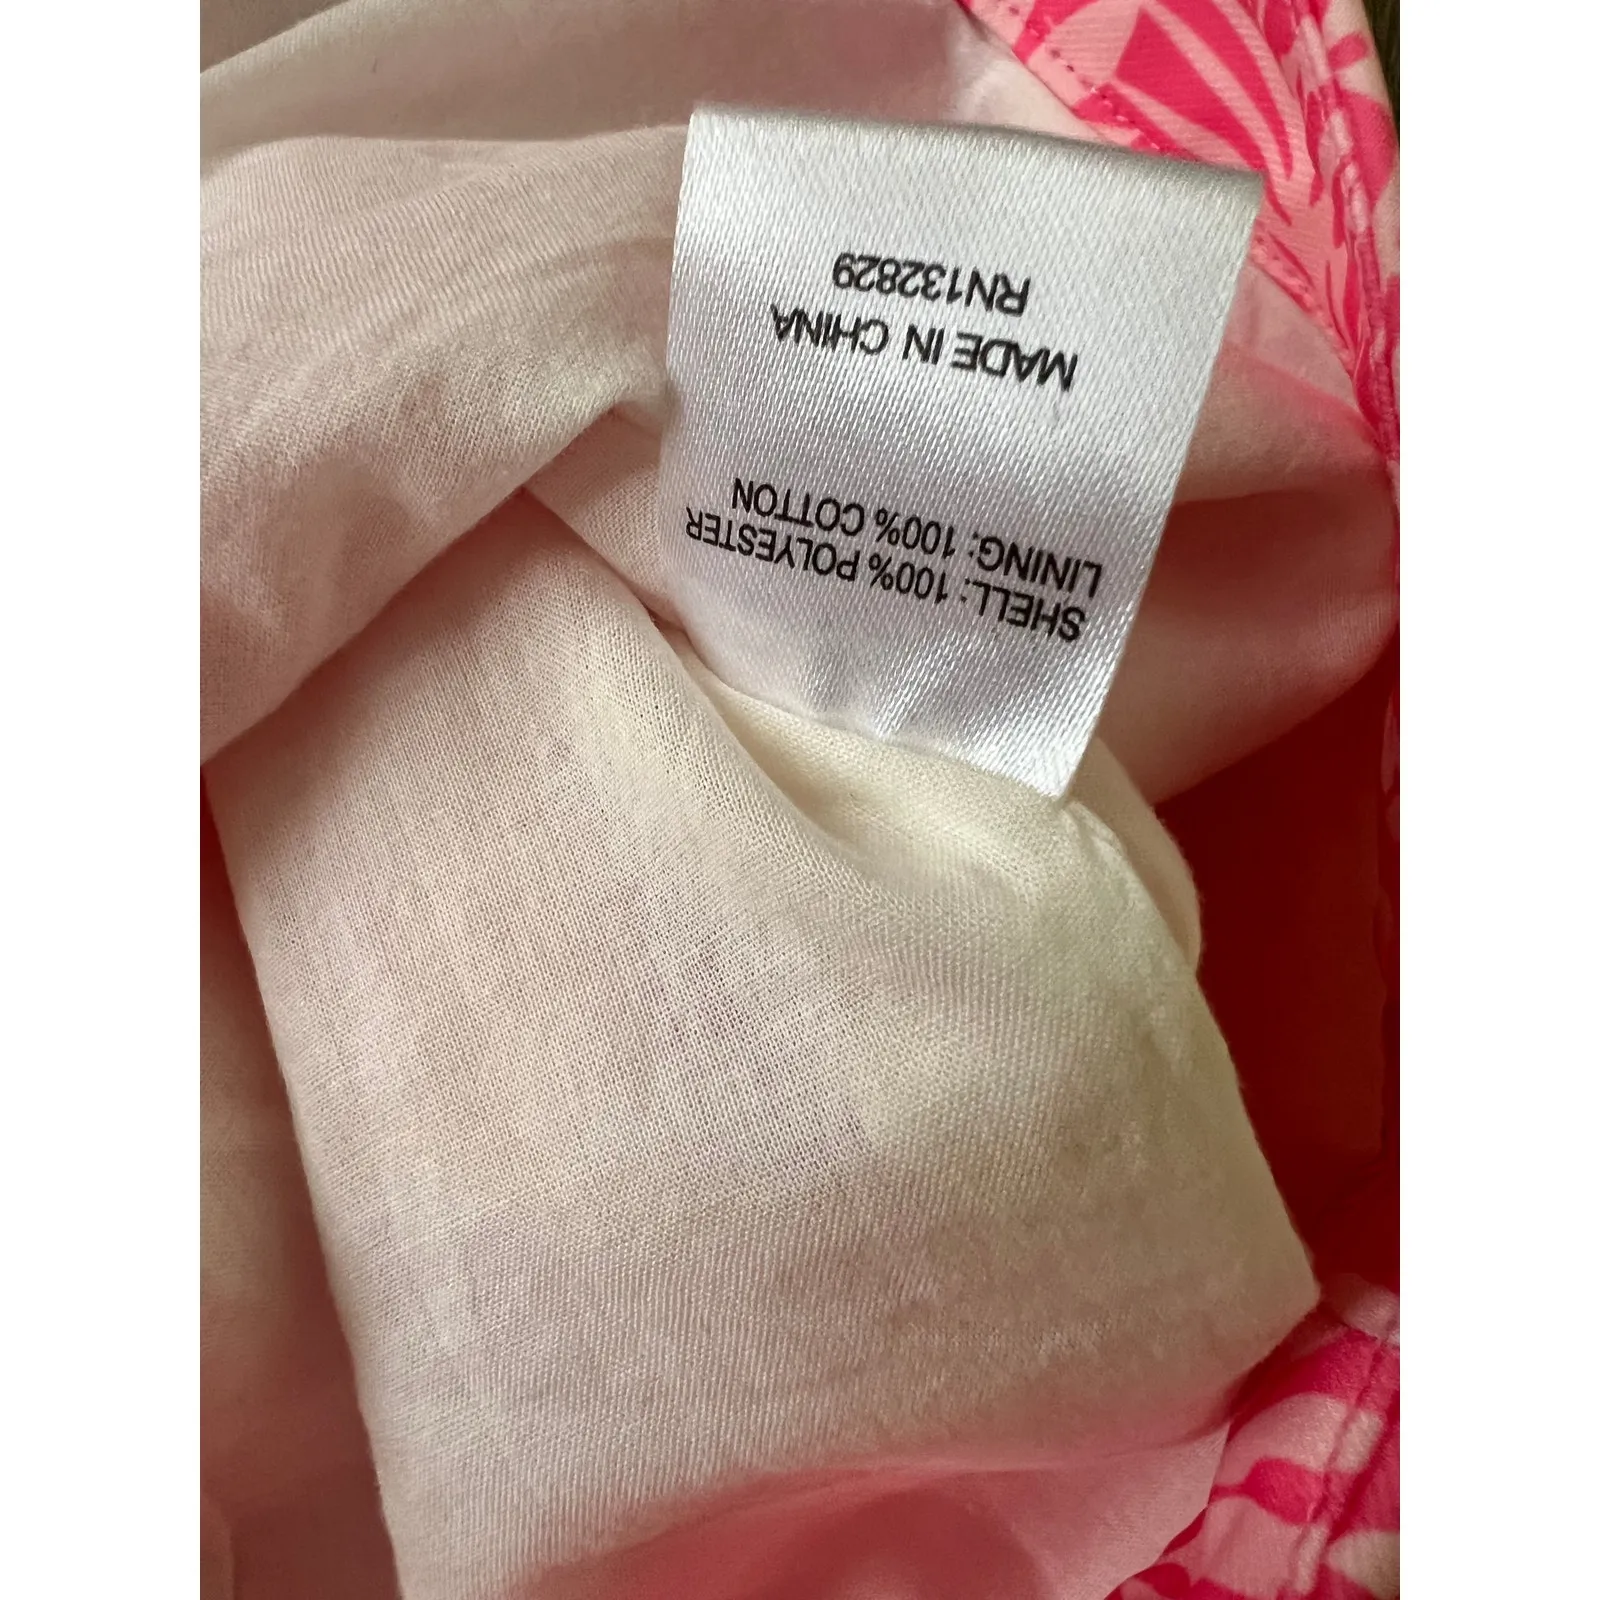 SHELL: 100% POLYESTER
LINING: 100% COTTON
MADE IN CHINA
RN132829